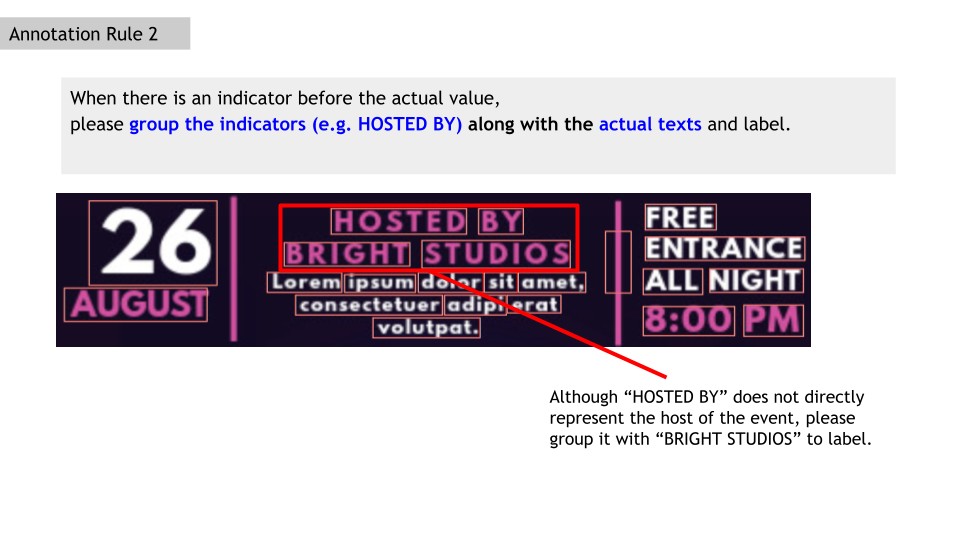 Annotation Rule 2
When there is an indicator before the actual value,
please group the indicators (e.g. HOSTED BY) along with the actual texts and label.
26
AUGUST
HOSTED BY
BRIGHT STUDIOS
Lorem ipsum dolor sit amet,
consectetuer adipi erat
volutpat.
FREE
ENTRANCE
ALL NIGHT
8:00 PM
Although “HOSTED BY” does not directly
represent the host of the event, please
group it with “BRIGHT STUDIOS” to label.